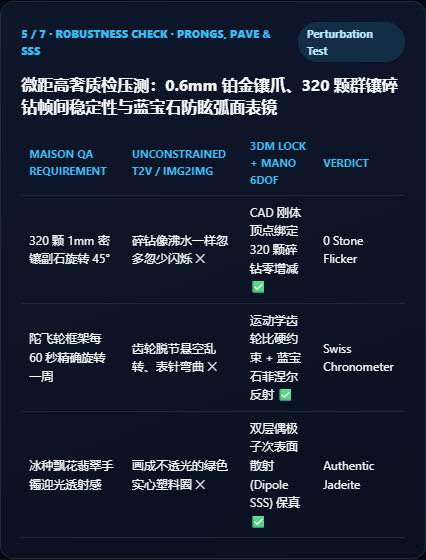 5 / 7 · ROBUSTNESS CHECK · PRONGS, PAVE &
SSS
Perturbation
Test
微距高奢质检压测：0.6mm 铂金镶爪、320 颗群镶碎
钻帧间稳定性与蓝宝石防眩弧面表镜
MAISON QA
REQUIREMENT
UNCONSTRAINED
T2V / IMG2IMG
3DM LOCK
+ MANO
6DOF
VERDICT
320 颗 1mm 密
镶副石旋转 45°
碎钻像沸水一样忽
多忽少闪烁 ✕
CAD 刚体
顶点绑定
320 颗碎
钻零增减
✅
0 Stone
Flicker
陀飞轮框架每
60 秒精确旋转
一周
齿轮脱节悬空乱
转、表针弯曲 ✕
运动学齿
轮比硬约
束 + 蓝宝
石菲涅尔
反射 ✅
Swiss
Chronometer
冰种飘花翡翠手
镯迎光透射感
画成不透光的绿色
实心塑料圈 ✕
双层偶极
子次表面
散射
(Dipole
SSS) 保真
✅
Authentic
Jadeite